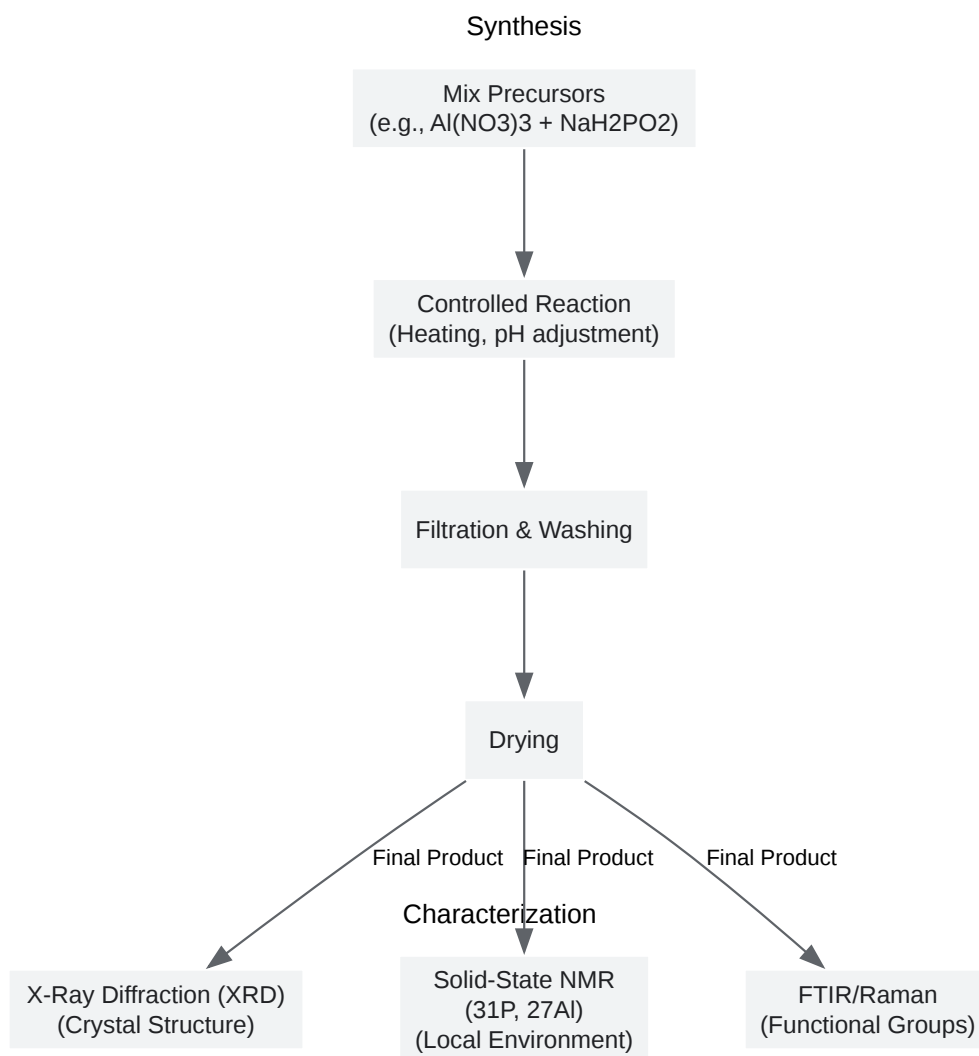 Synthesis
Mix Precursors
(e.g., Al(NO3)3 + NaH2PO2)
Controlled Reaction
(Heating, pH adjustment)
Filtration & Washing
Drying
Final Product
Final Product
Final Product
Characterization
X-Ray Diffraction (XRD)
(Crystal Structure)
Solid-State NMR
(31P, 27Al)
(Local Environment)
FTIR/Raman
(Functional Groups)